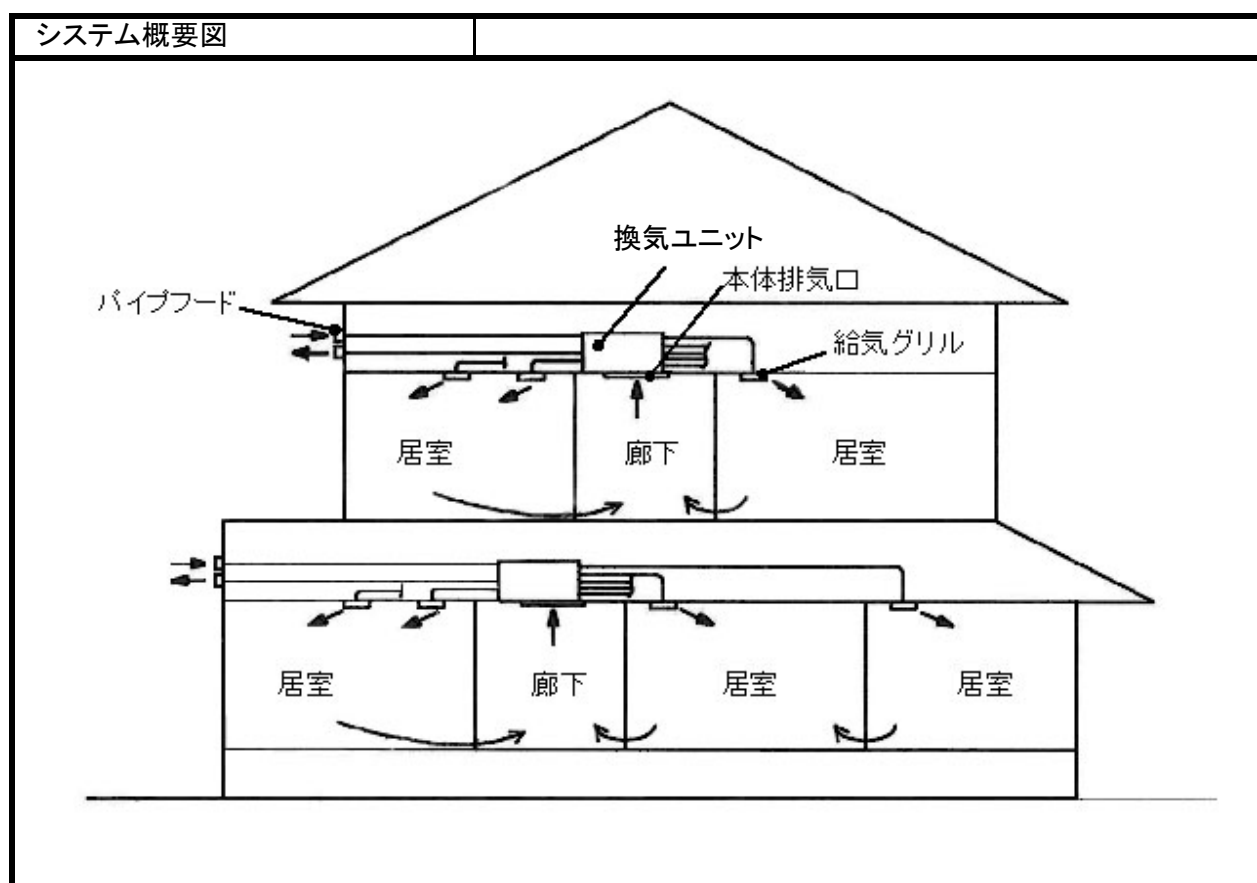 システム概要図
換気ユニット
本体排気口
パイプフード
給気グリル
居室
廊下
居室
居室
廊下
居室
居室